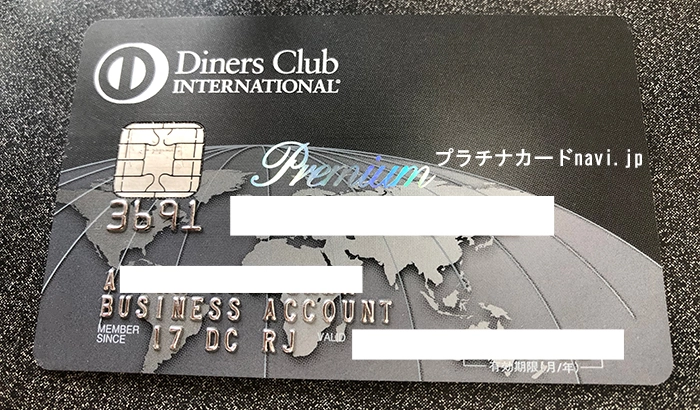 Diners Club
INTERNATIONAL®
Premium
プラチナカードnavi.jp
A
BUSINESS ACCOUNT
MEMBER SINCE 17 DC RJ VALID
有効期限(月/年)